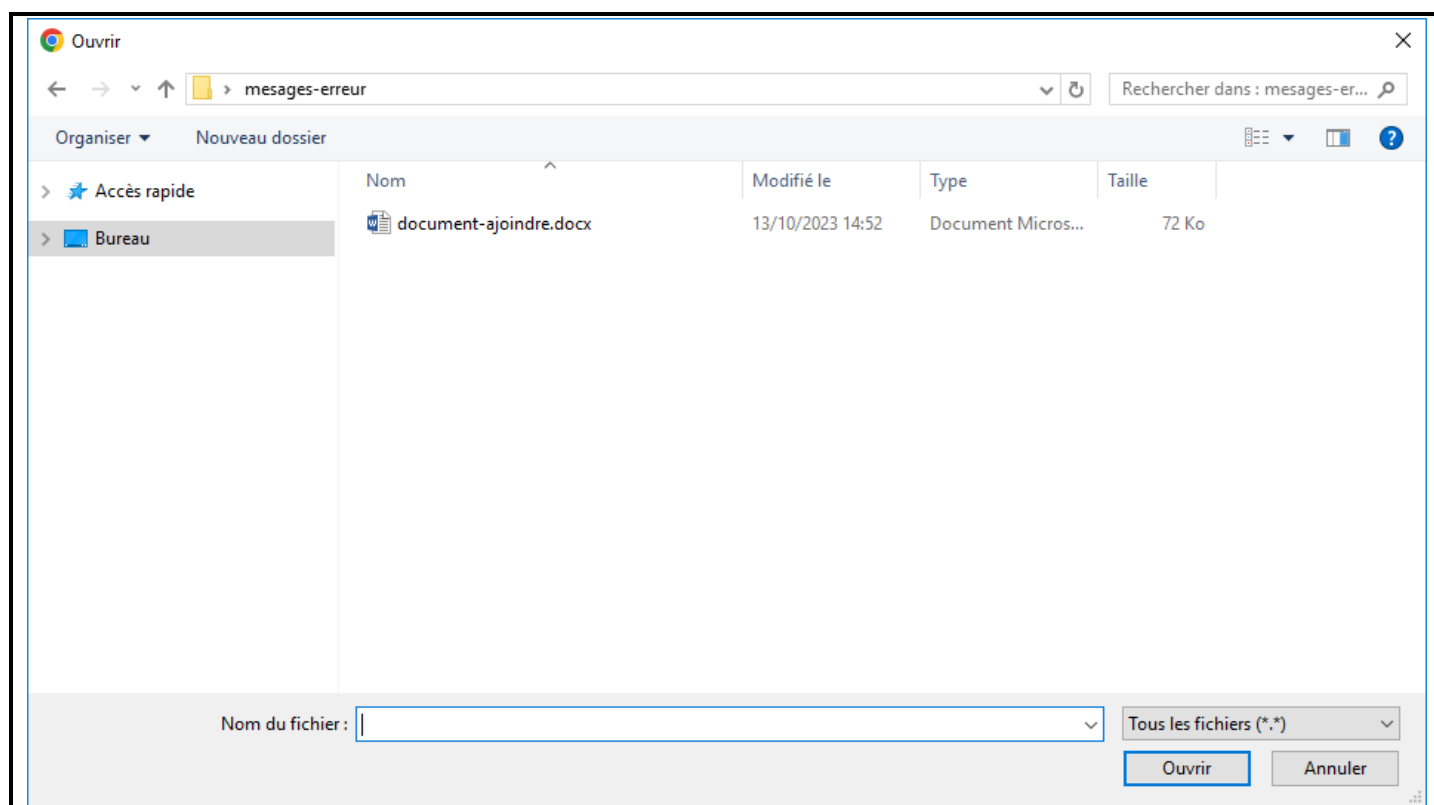 Ouvrir
mesages-erreur
Rechercher dans : mesages-er...
Organiser
Nouveau dossier
Accès rapide
Bureau
Nom Modifié le Type Taille
document-ajoindre.docx 13/10/2023 14:52 Document Micros... 72 Ko
Nom du fichier :
Tous les fichiers (*.*)
Ouvrir Annuler